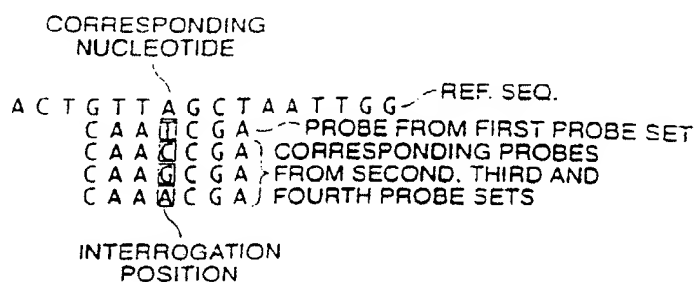 CORRESPONDING
NUCLEOTIDE
A C T G T T A G C T A A T T G G REF. SEQ.
C A A T C G A PROBE FROM FIRST PROBE SET
C A A C C G A CORRESPONDING PROBES
C A A G C G A FROM SECOND. THIRD AND
C A A A C G A FOURTH PROBE SETS
INTERROGATION
POSITION